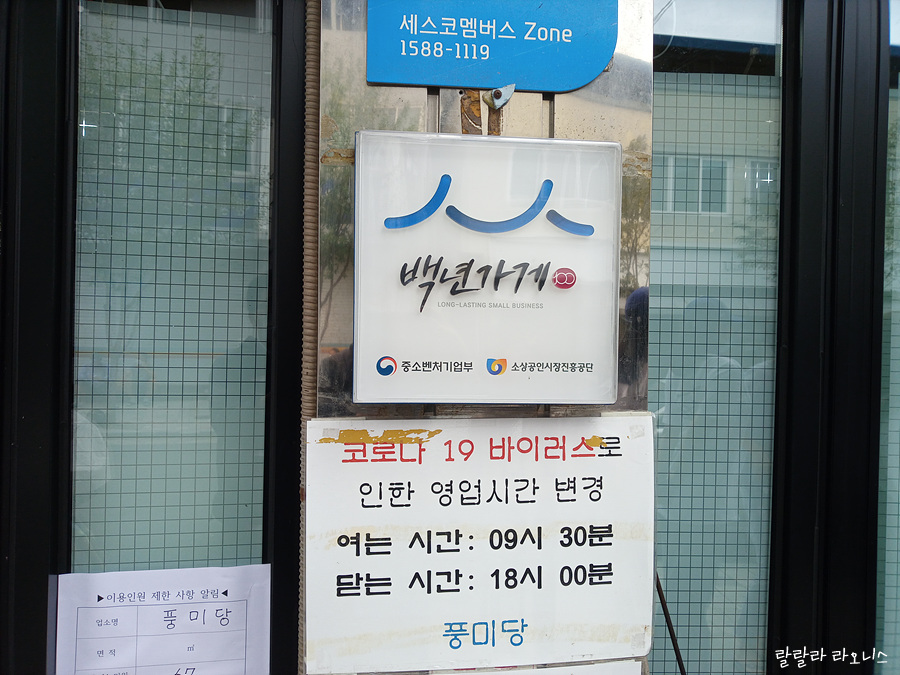 세스코멤버스 Zone
1588-1119
백년가게 100
LONG-LASTING SMALL BUSINESS
중소벤처기업부 소상공인시장진흥공단
코로나 19 바이러스로
인한 영업시간 변경
여는 시간: 09시 30분
닫는 시간: 18시 00분
풍미당
▶이용인원 제한 사항 알림◀
업소명 풍미당
면 적 ㎡
랄랄라 라오니스